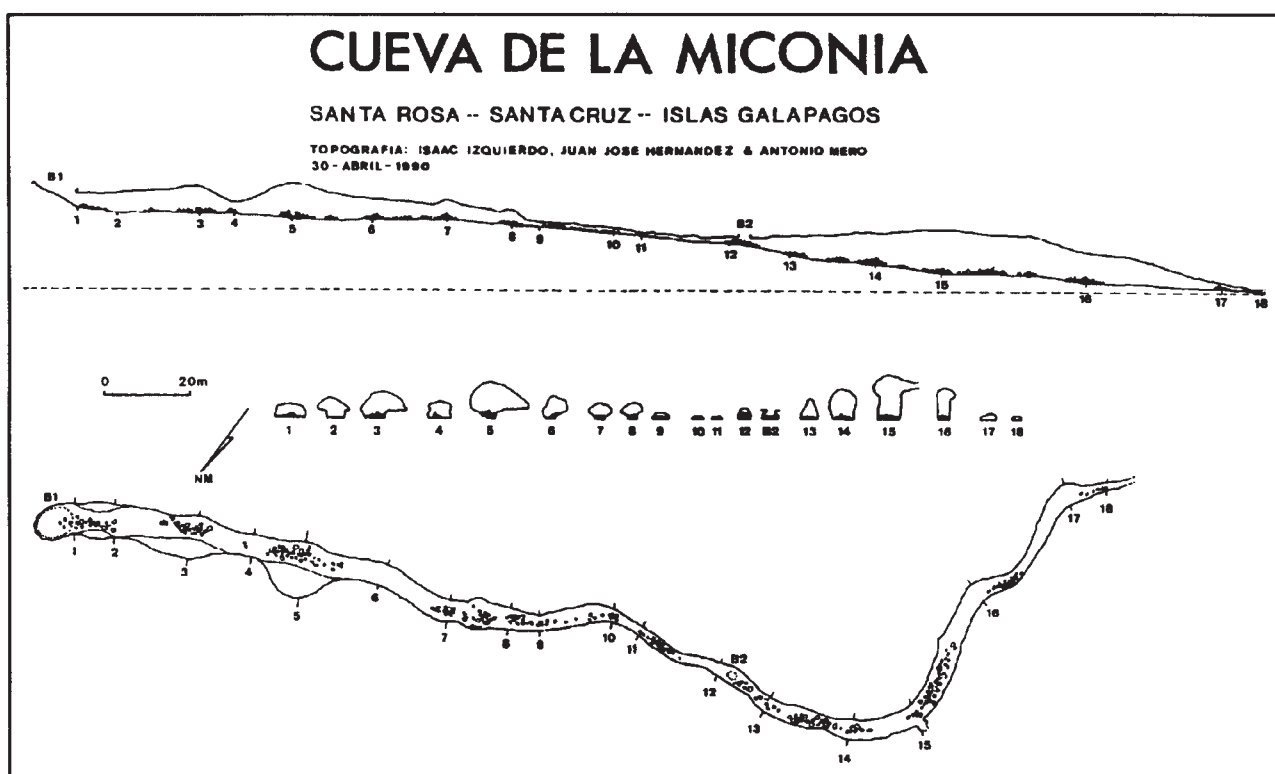 CUEVA DE LA MICONIA
SANTA ROSA -- SANTA CRUZ -- ISLAS GALAPAGOS
TOPOGRAFIA: ISAAC IZQUIERDO, JUAN JOSE HERNANDEZ & ANTONIO MERO
30 - ABRIL - 1990
B1
B2
1 2 3 4 5 6 7 8 9 10 11 12 13 14 15 16 17 18
0 20m
NM
1 2 3 4 5 6 7 8 9 10 11 12 B2 13 14 15 16 17 18
B1
B2
1 2 3 4 5 6 7 8 9 10 11 12 13 14 15 16 17 18